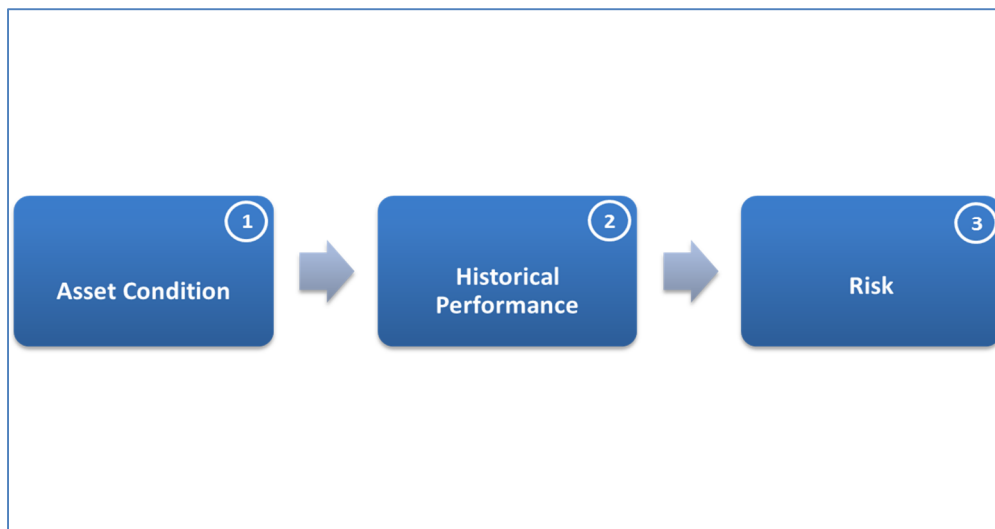 1
Asset Condition
2
Historical
Performance
3
Risk